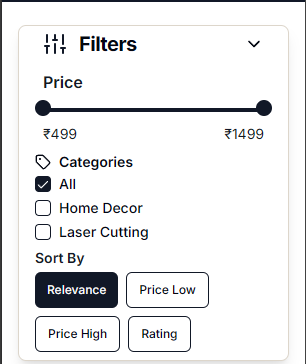 Filters
Price
₹499 ₹1499
Categories
All
Home Decor
Laser Cutting
Sort By
Relevance Price Low
Price High Rating